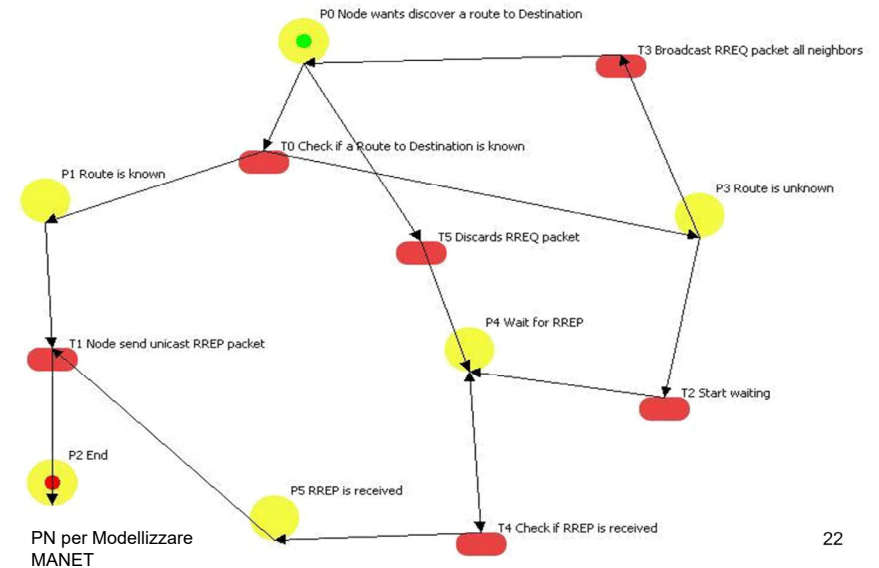 P0 Node wants discover a route to Destination
T3 Broadcast RREQ packet all neighbors
T0 Check if a Route to Destination is known
P1 Route is known
P3 Route is unknown
T5 Discards RREQ packet
P4 Wait for RREP
T1 Node send unicast RREP packet
T2 Start waiting
P2 End
P5 RREP is received
T4 Check if RREP is received
PN per Modellizzare
MANET
22